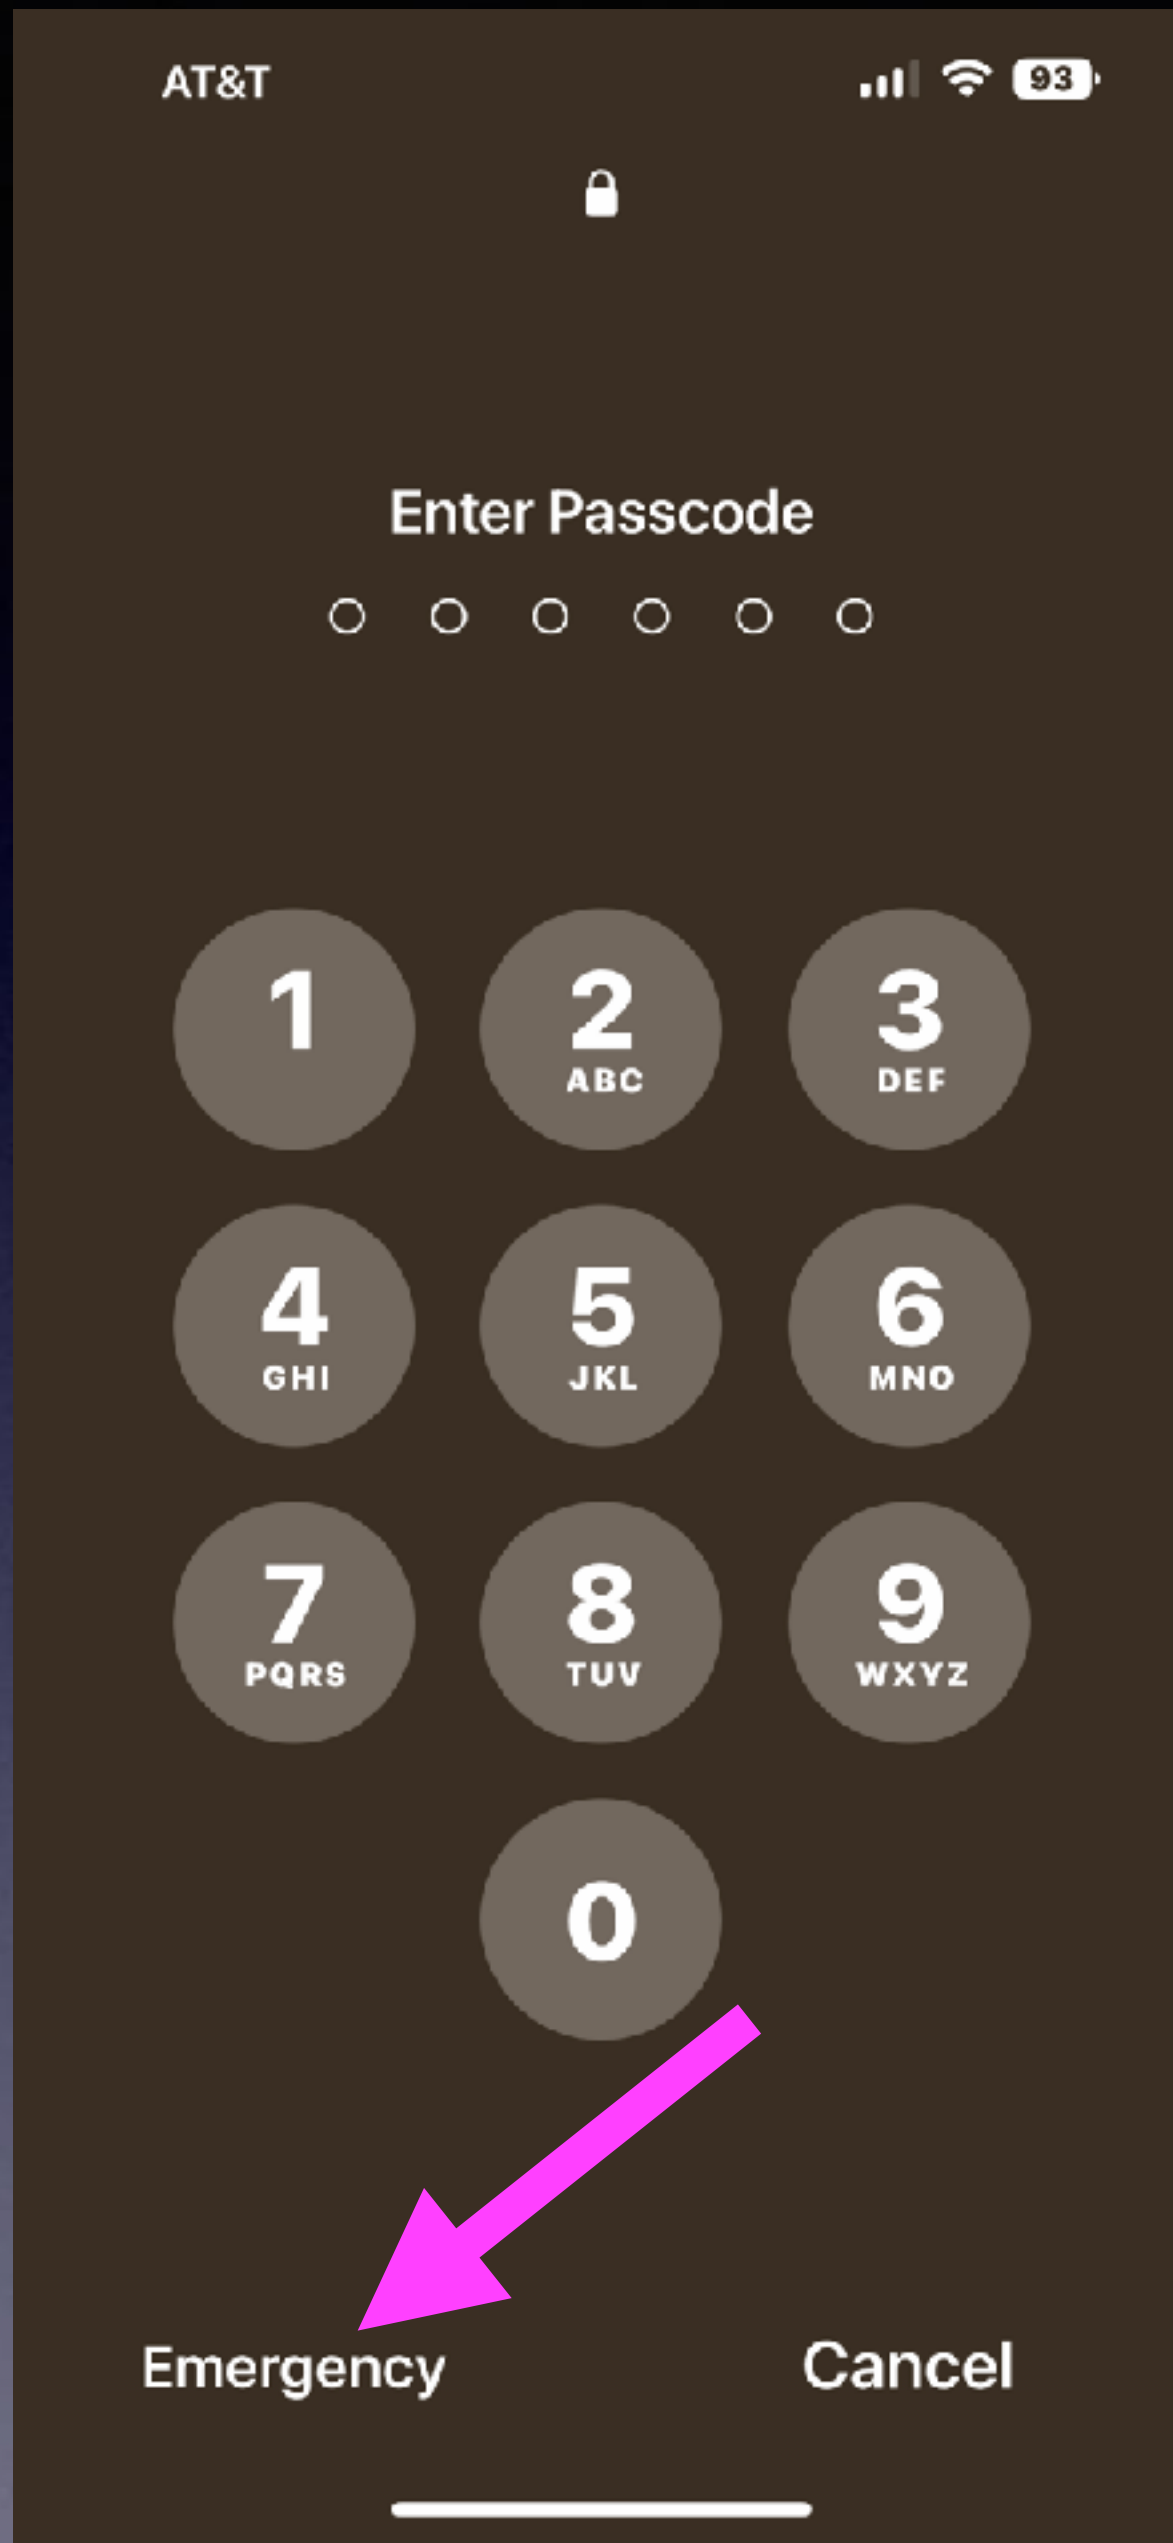 AT&T 93
Enter Passcode
1 2 3
ABC DEF
4 5 6
GHI JKL MNO
7 8 9
PQRS TUV WXYZ
0
Emergency Cancel